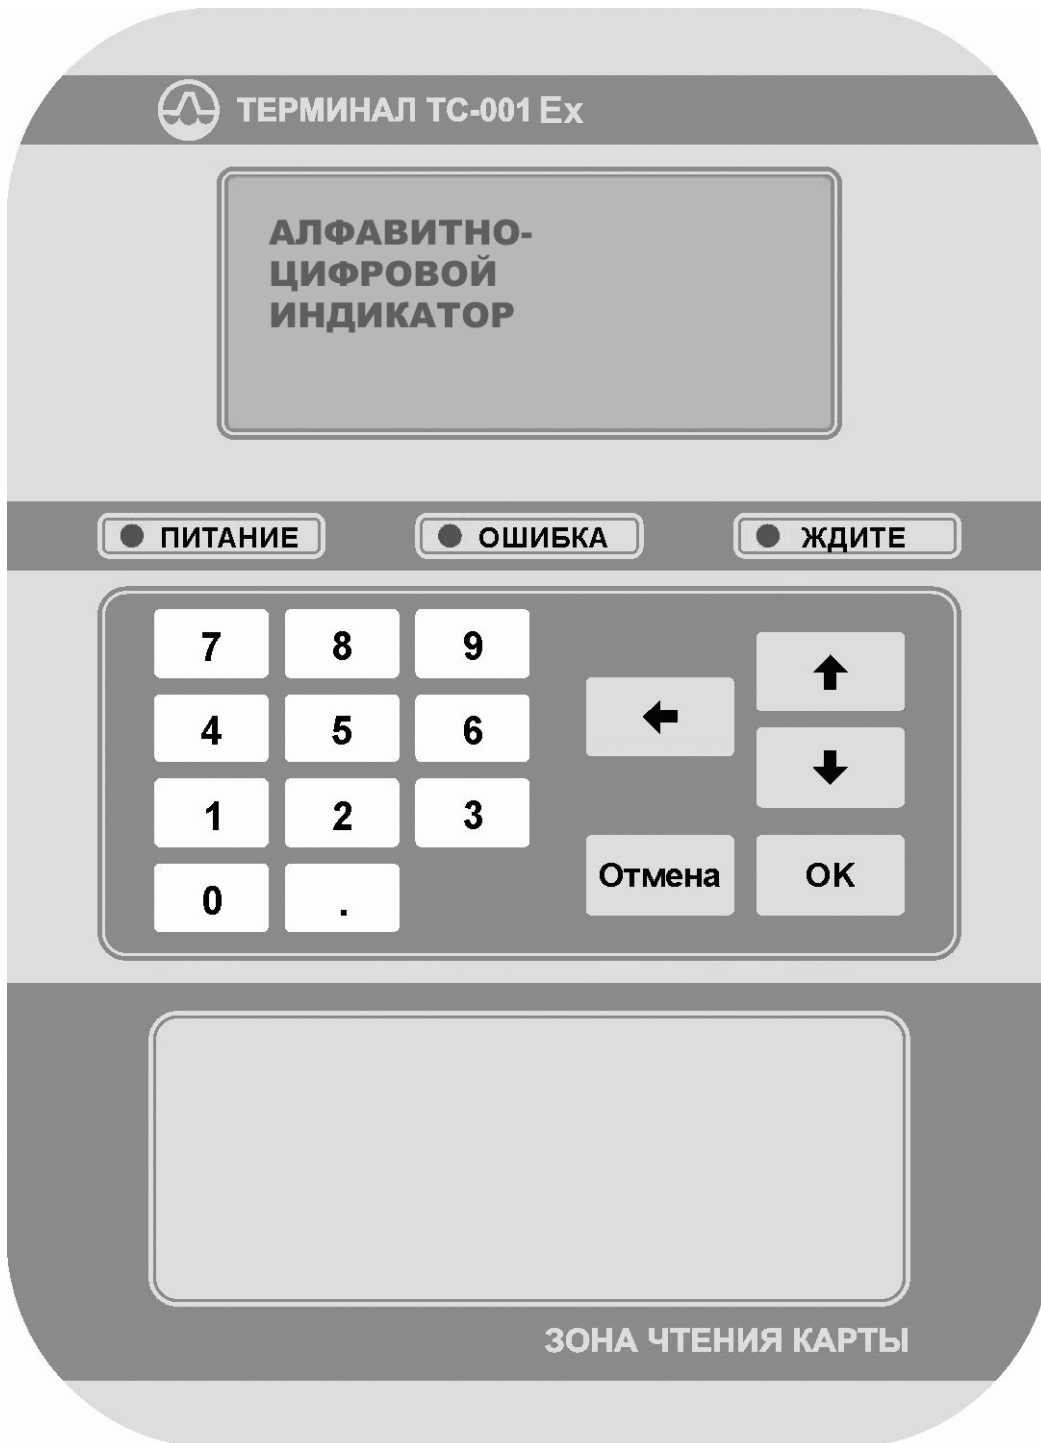 ТЕРМИНАЛ ТС-001 Ex
АЛФАВИТНО-
ЦИФРОВОЙ
ИНДИКАТОР
ПИТАНИЕ ОШИБКА ЖДИТЕ
7 8 9
4 5 6
1 2 3
0 .
Отмена OK
ЗОНА ЧТЕНИЯ КАРТЫ